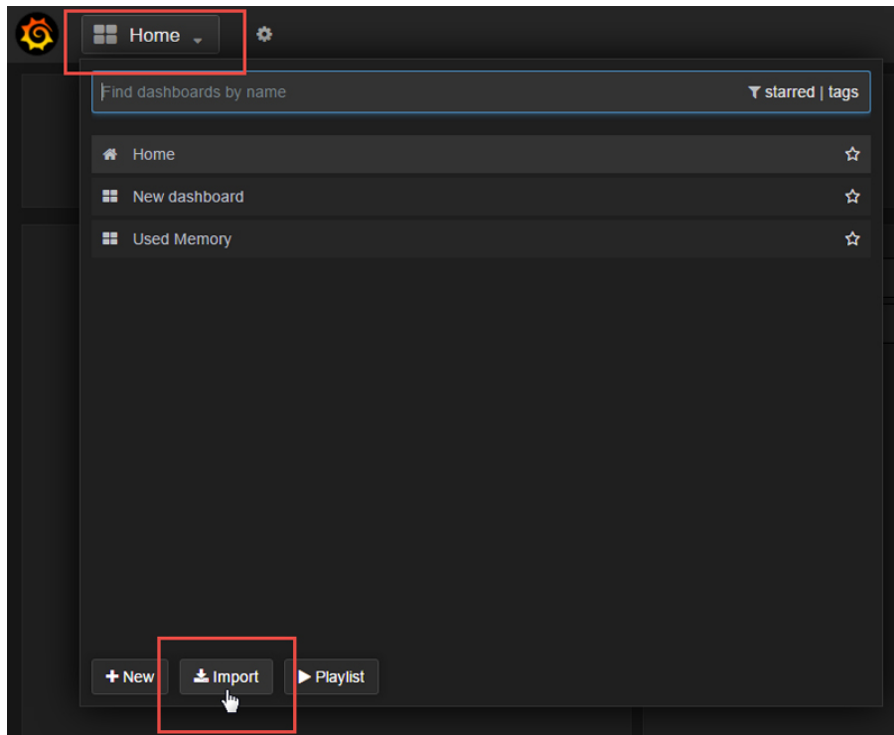 Home
Find dashboards by name starred | tags
Home
New dashboard
Used Memory
New Import Playlist